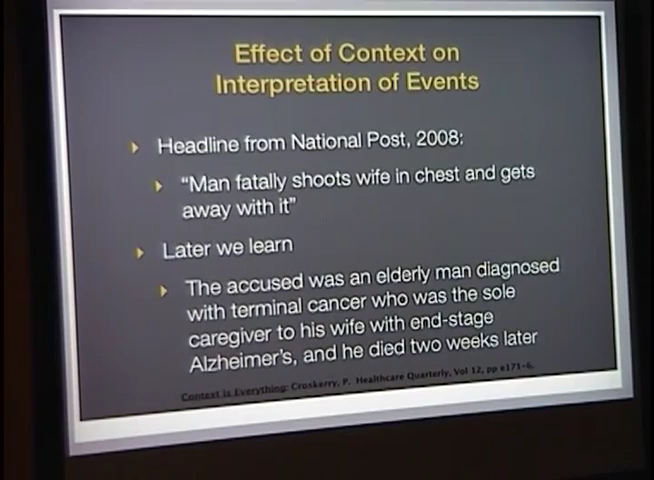 Effect of Context on
Interpretation of Events
Headline from National Post, 2008:
“Man fatally shoots wife in chest and gets
away with it”
Later we learn
The accused was an elderly man diagnosed
with terminal cancer who was the sole
caregiver to his wife with end-stage
Alzheimer's, and he died two weeks later
Context is Everything: Croskerry, P. Healthcare Quarterly, Vol 12, pp e171-6.